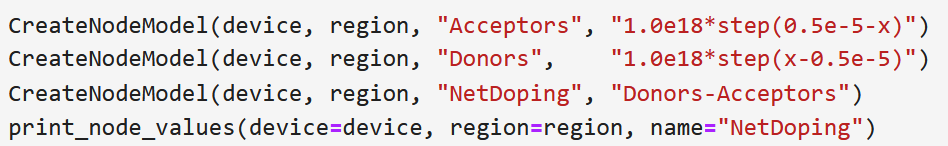 CreateNodeModel(device, region, "Acceptors", "1.0e18*step(0.5e-5-x)")
CreateNodeModel(device, region, "Donors",    "1.0e18*step(x-0.5e-5)")
CreateNodeModel(device, region, "NetDoping", "Donors-Acceptors")
print_node_values(device=device, region=region, name="NetDoping")